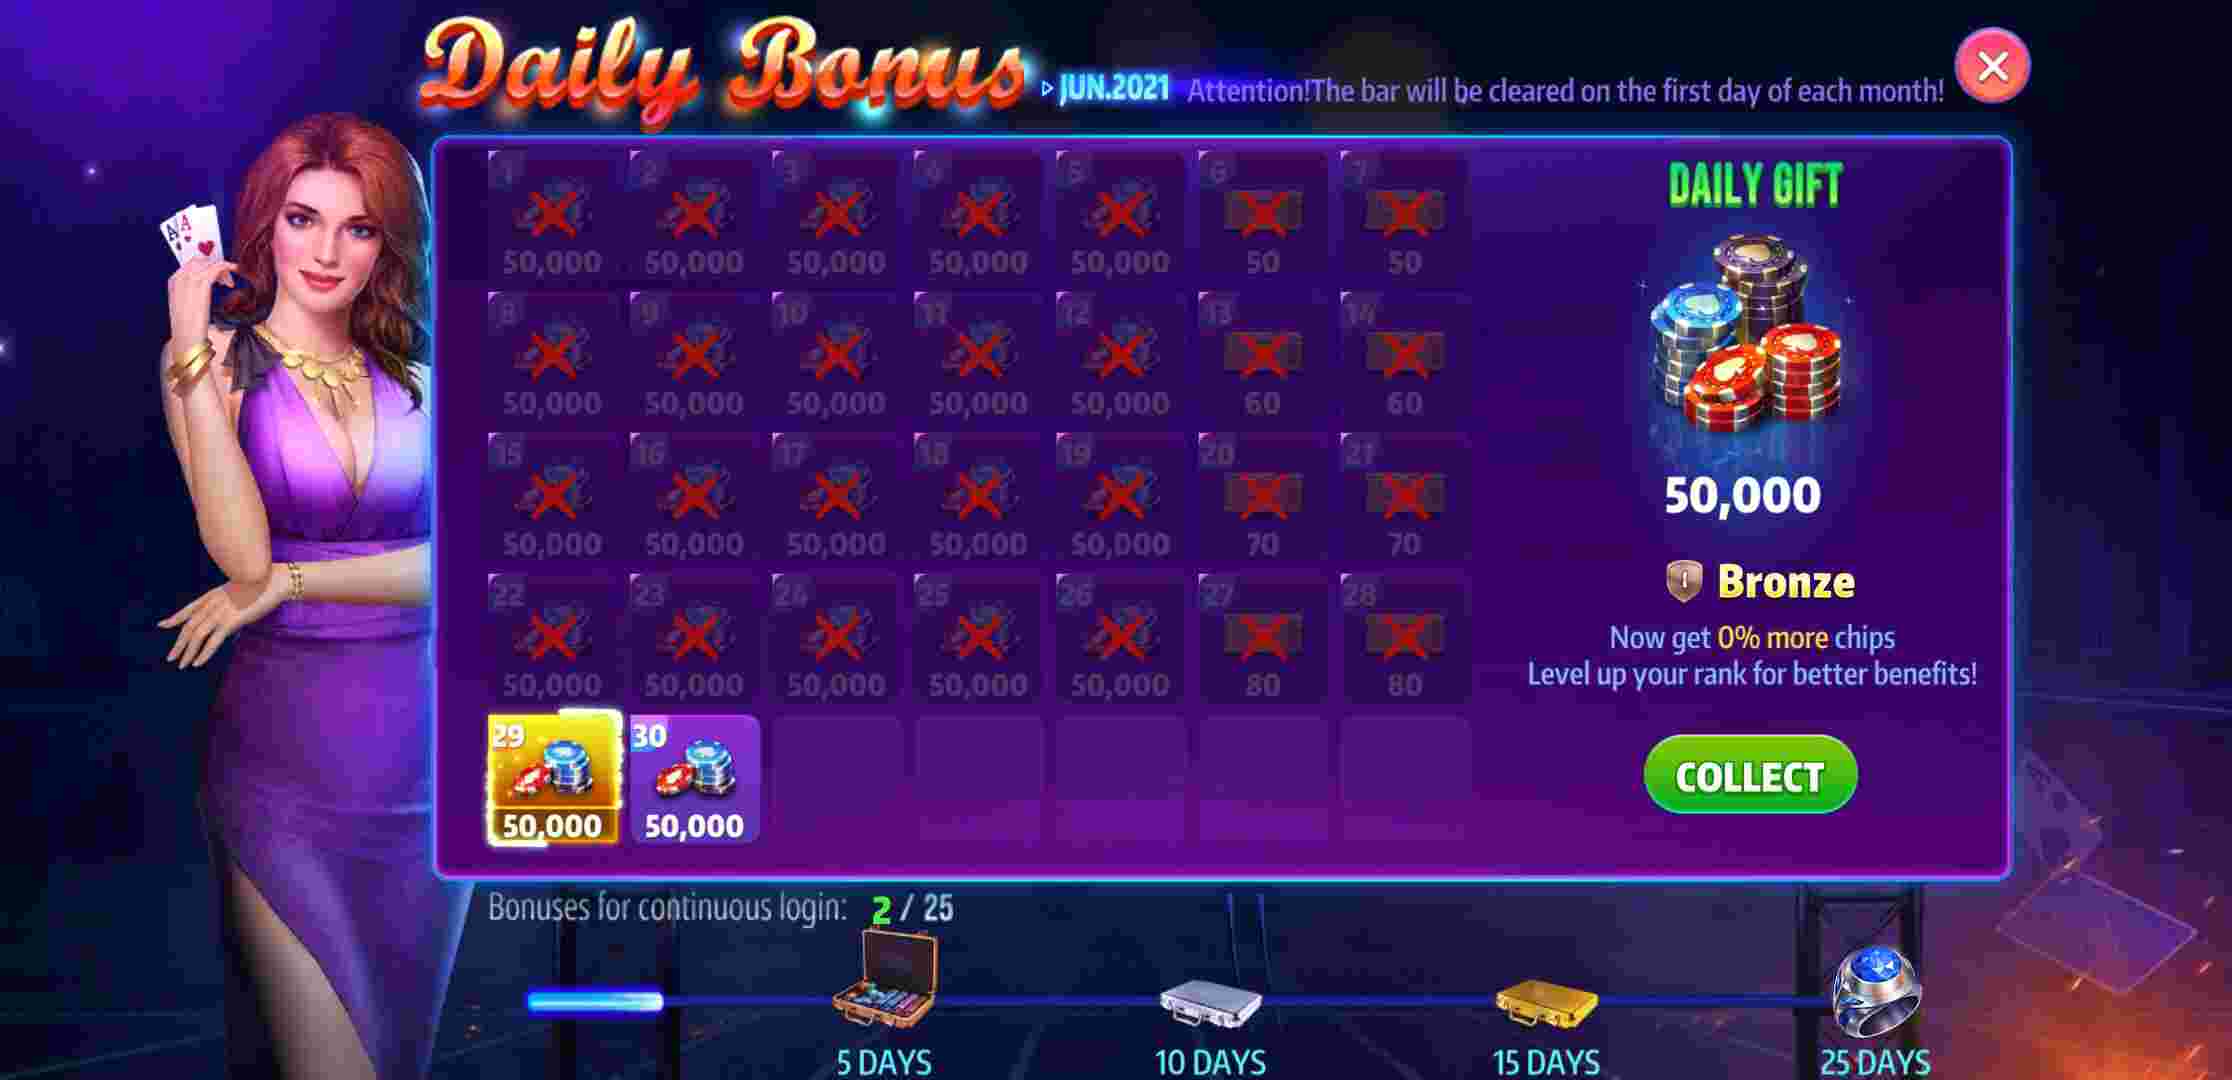 Daily Bonus
JUN.2021 Attention!The bar will be cleared on the first day of each month!
1 2 3 4 5 6 7
50,000 50,000 50,000 50,000 50,000 50 50
8 9 10 11 12 13 14
50,000 50,000 50,000 50,000 50,000 60 60
15 16 17 18 19 20 21
50,000 50,000 50,000 50,000 50,000 70 70
22 23 24 25 26 27 28
50,000 50,000 50,000 50,000 50,000 80 80
29 30
50,000 50,000
DAILY GIFT
50,000
Bronze
Now get 0% more chips
Level up your rank for better benefits!
COLLECT
Bonuses for continuous login: 2 / 25
5 DAYS 10 DAYS 15 DAYS 25 DAYS
A A